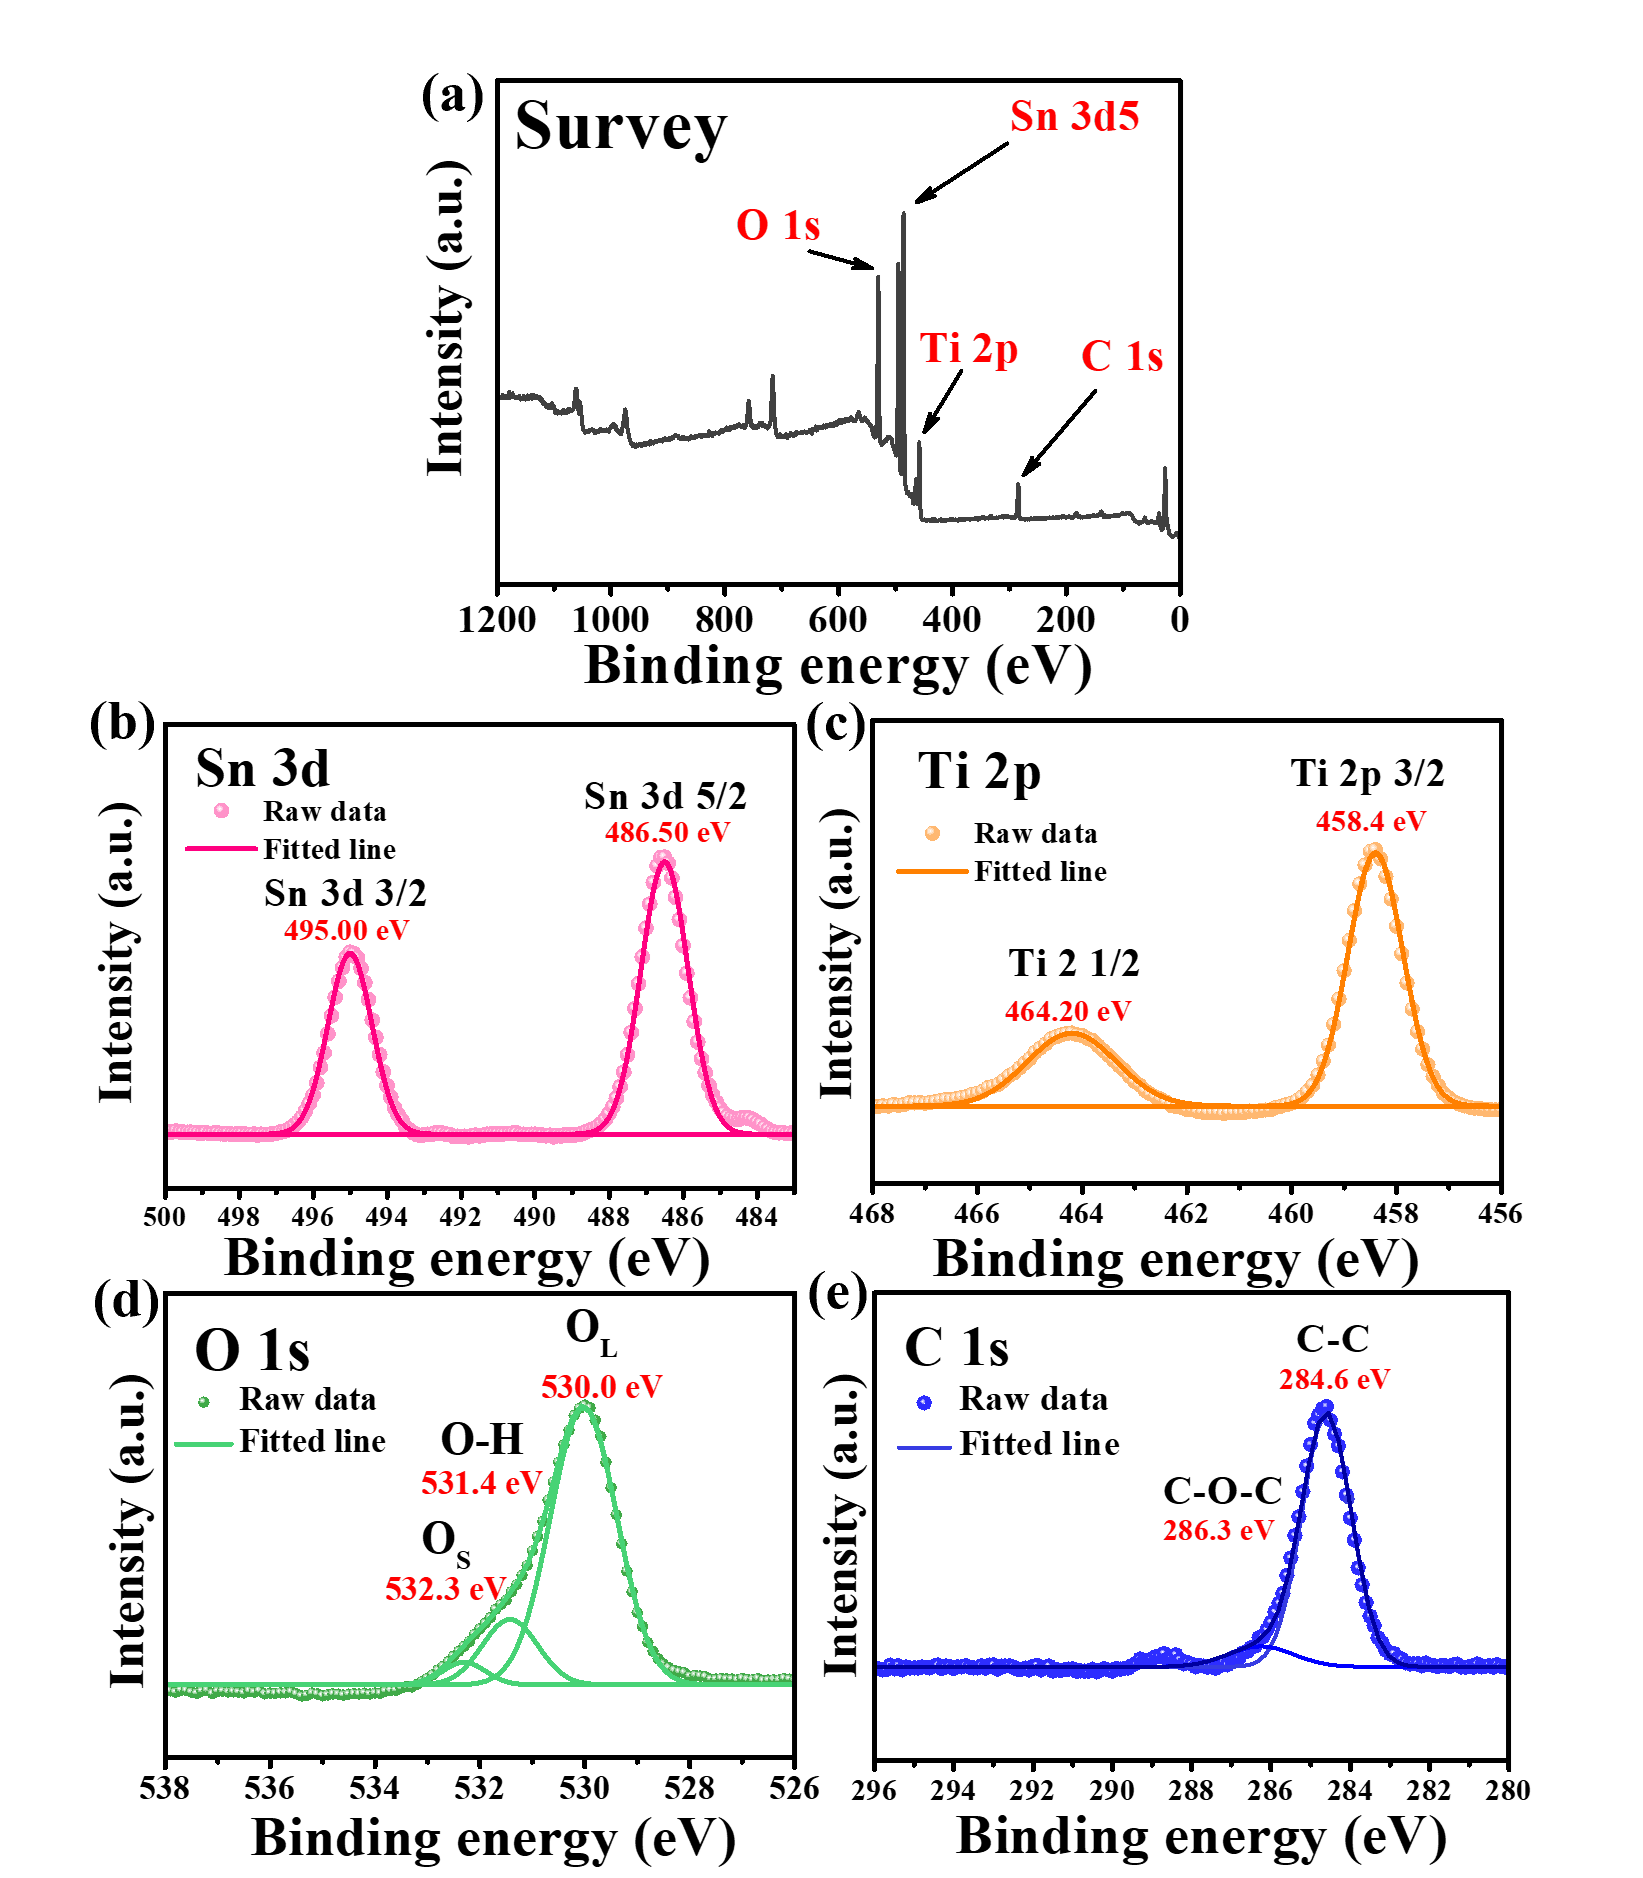 (a)
Survey
Sn 3d5
O 1s
Ti 2p
C 1s
Intensity (a.u.)
1200 1000 800 600 400 200 0
Binding energy (eV)
(b)
Sn 3d
Raw data
Fitted line
Sn 3d 5/2
486.50 eV
Sn 3d 3/2
495.00 eV
Intensity (a.u.)
500 498 496 494 492 490 488 486 484
Binding energy (eV)
(c)
Ti 2p
Raw data
Fitted line
Ti 2p 3/2
458.4 eV
Ti 2 1/2
464.20 eV
Intensity (a.u.)
468 466 464 462 460 458 456
Binding energy (eV)
(d)
O 1s
Raw data
Fitted line
OL
530.0 eV
O-H
531.4 eV
OS
532.3 eV
Intensity (a.u.)
538 536 534 532 530 528 526
Binding energy (eV)
(e)
C 1s
Raw data
Fitted line
C-C
284.6 eV
C-O-C
286.3 eV
Intensity (a.u.)
296 294 292 290 288 286 284 282 280
Binding energy (eV)